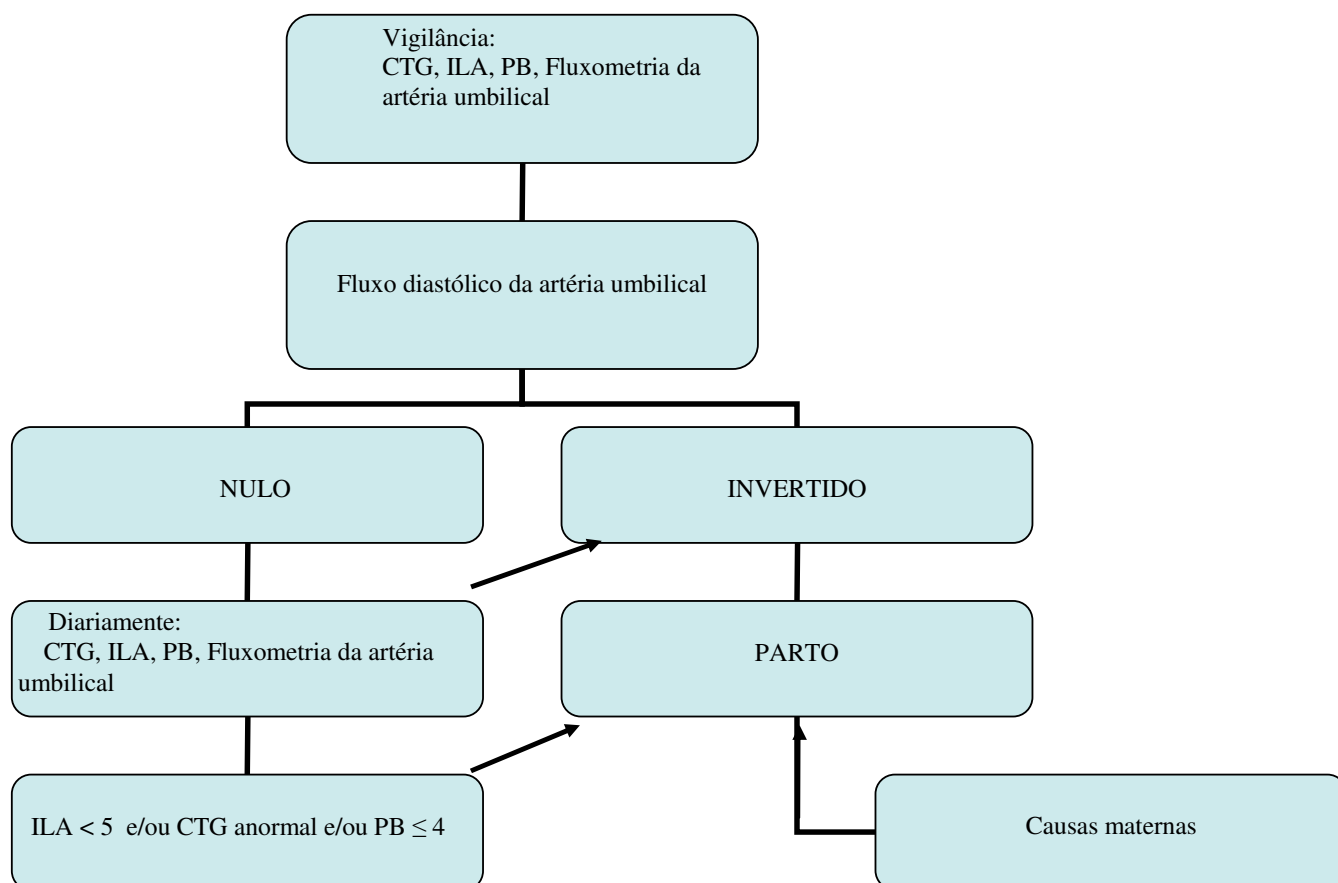 Vigilância:
CTG, ILA, PB, Fluxometria da
artéria umbilical
Fluxo diastólico da artéria umbilical
NULO
INVERTIDO
Diariamente:
CTG, ILA, PB, Fluxometria da artéria
umbilical
PARTO
ILA < 5 e/ou CTG anormal e/ou PB ≤ 4
Causas maternas